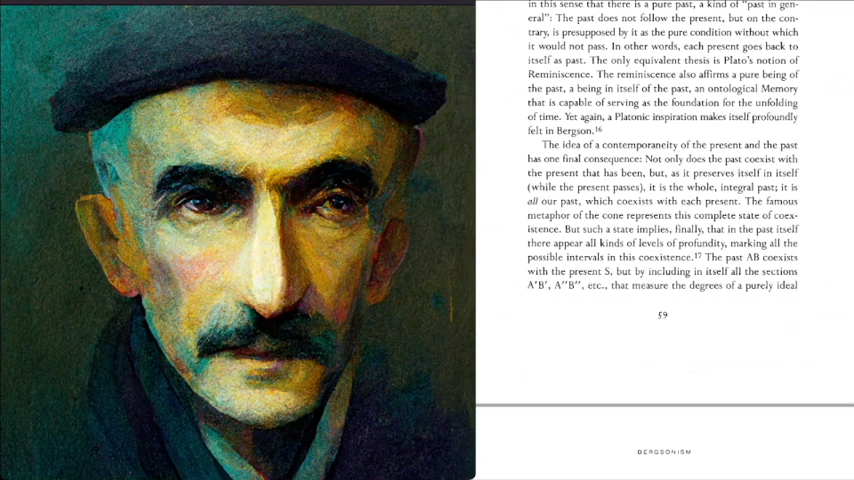 in this sense that there is a pure past, a kind of "past in gen-
eral": The past does not follow the present, but on the con-
trary, is presupposed by it as the pure condition without which
it would not pass. In other words, each present goes back to
itself as past. The only equivalent thesis is Plato's notion of
Reminiscence. The reminiscence also affirms a pure being of
the past, a being in itself of the past, an ontological Memory
that is capable of serving as the foundation for the unfolding
of time. Yet again, a Platonic inspiration makes itself profoundly
felt in Bergson.16
The idea of a contemporaneity of the present and the past
has one final consequence: Not only does the past coexist with
the present that has been, but, as it preserves itself in itself
(while the present passes), it is the whole, integral past; it is
all our past, which coexists with each present. The famous
metaphor of the cone represents this complete state of coex-
istence. But such a state implies, finally, that in the past itself
there appear all kinds of levels of profundity, marking all the
possible intervals in this coexistence.17 The past AB coexists
with the present S, but by including in itself all the sections
A'B', A''B'', etc., that measure the degrees of a purely ideal
59
BERGSONISM